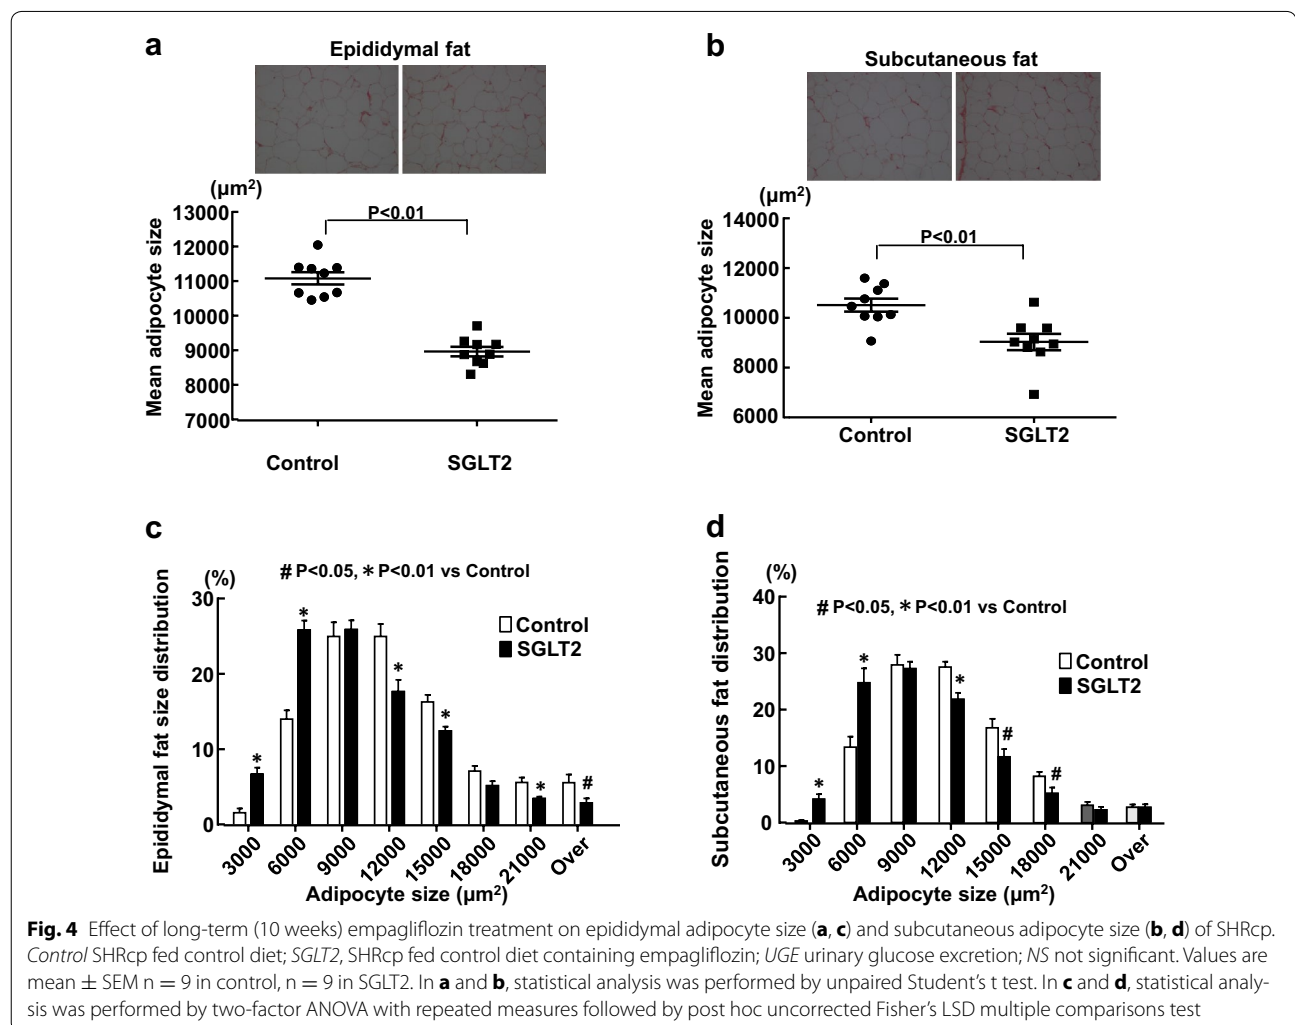 a
Epididymal fat
(µm²)
13000
12000
11000
10000
9000
8000
7000
Mean adipocyte size
P<0.01
Control
SGLT2
b
Subcutaneous fat
(µm²)
14000
12000
10000
8000
6000
Mean adipocyte size
P<0.01
Control
SGLT2
c
(%)
# P<0.05, * P<0.01 vs Control
30
20
10
0
Epididymal fat size distribution
Control
SGLT2
* * * * * #
3000 6000 9000 12000 15000 18000 21000 Over
Adipocyte size (µm²)
d
(%)
# P<0.05, * P<0.01 vs Control
40
30
20
10
0
Subcutaneous fat distribution
Control
SGLT2
* * * # #
3000 6000 9000 12000 15000 18000 21000 Over
Adipocyte size (µm²)
Fig. 4 Effect of long-term (10 weeks) empagliflozin treatment on epididymal adipocyte size (a, c) and subcutaneous adipocyte size (b, d) of SHRcp.
Control SHRcp fed control diet; SGLT2, SHRcp fed control diet containing empagliflozin; UGE urinary glucose excretion; NS not significant. Values are
mean ± SEM n = 9 in control, n = 9 in SGLT2. In a and b, statistical analysis was performed by unpaired Student's t test. In c and d, statistical analy-
sis was performed by two-factor ANOVA with repeated measures followed by post hoc uncorrected Fisher's LSD multiple comparisons test